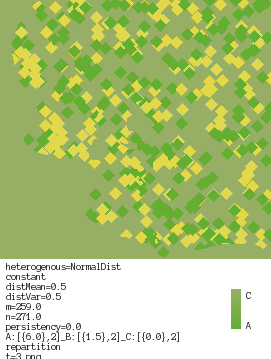 heterogenous=NormalDist
constant
distMean=0.5
distVar=0.5
m=259.0
n=271.0
persistency=0.0
A:[{6.0},2]_B:[{1.5},2]_C:[{0.0},2]
repartition
t=3.png
C
A